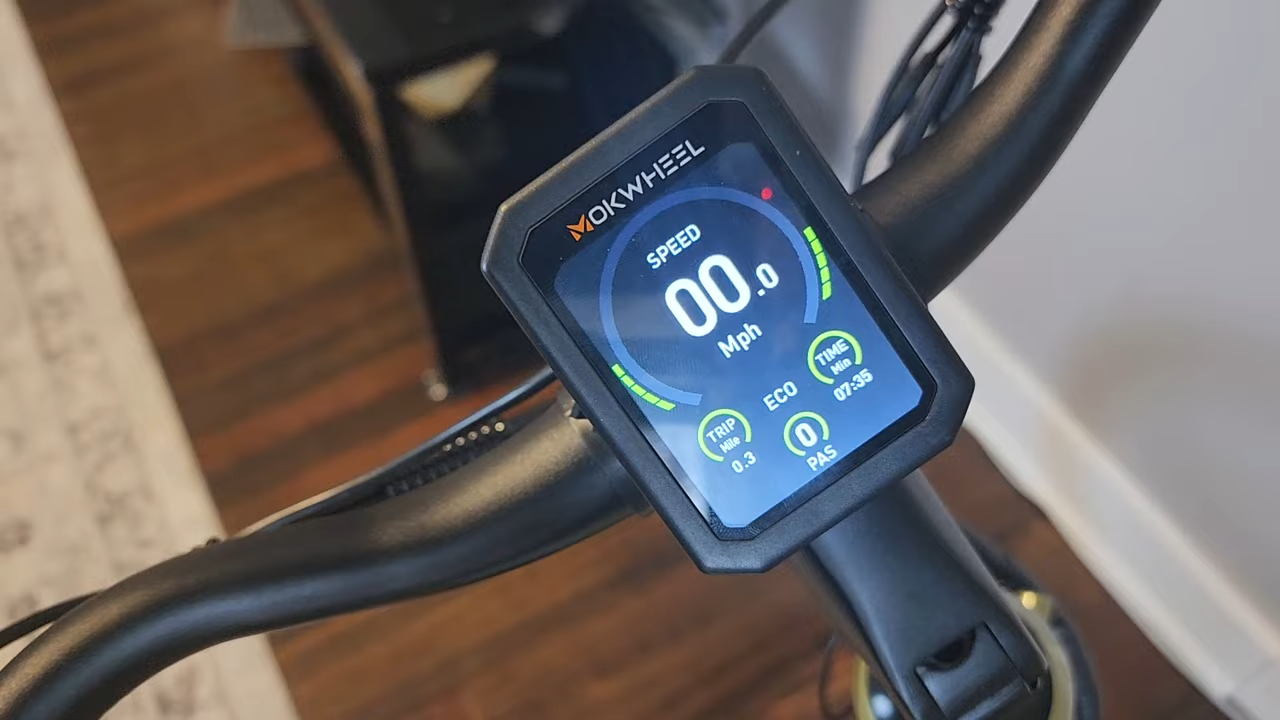 MOKWHEEL
SPEED
00.0
Mph
TIME
Min
07:35
ECO
TRIP
Mile
0.3
0
PAS